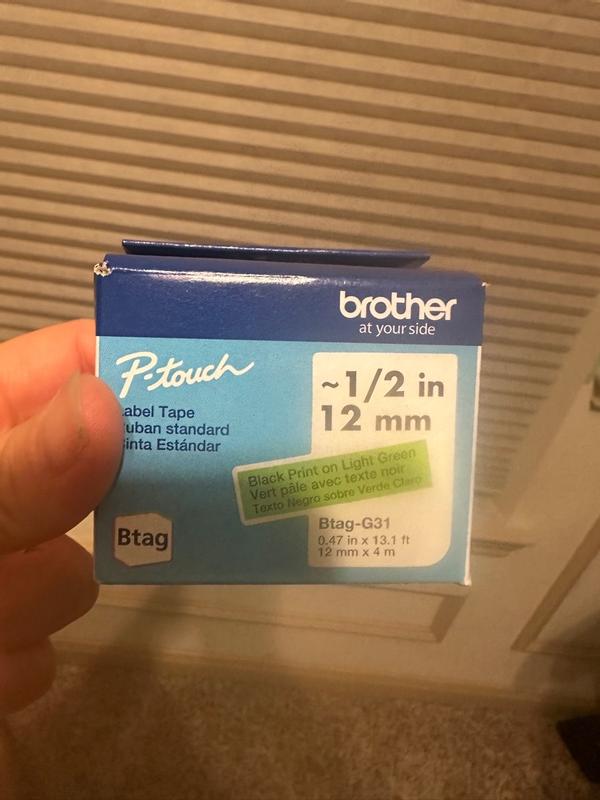 brother
at your side
P-touch
abel Tape
uban standard
inta Estándar
~1/2 in
12 mm
Black Print on Light Green
Vert pâle avec texte noir
Texto Negro sobre Verde Claro
Btag
Btag-G31
0.47 in x 13.1 ft
12 mm x 4 m